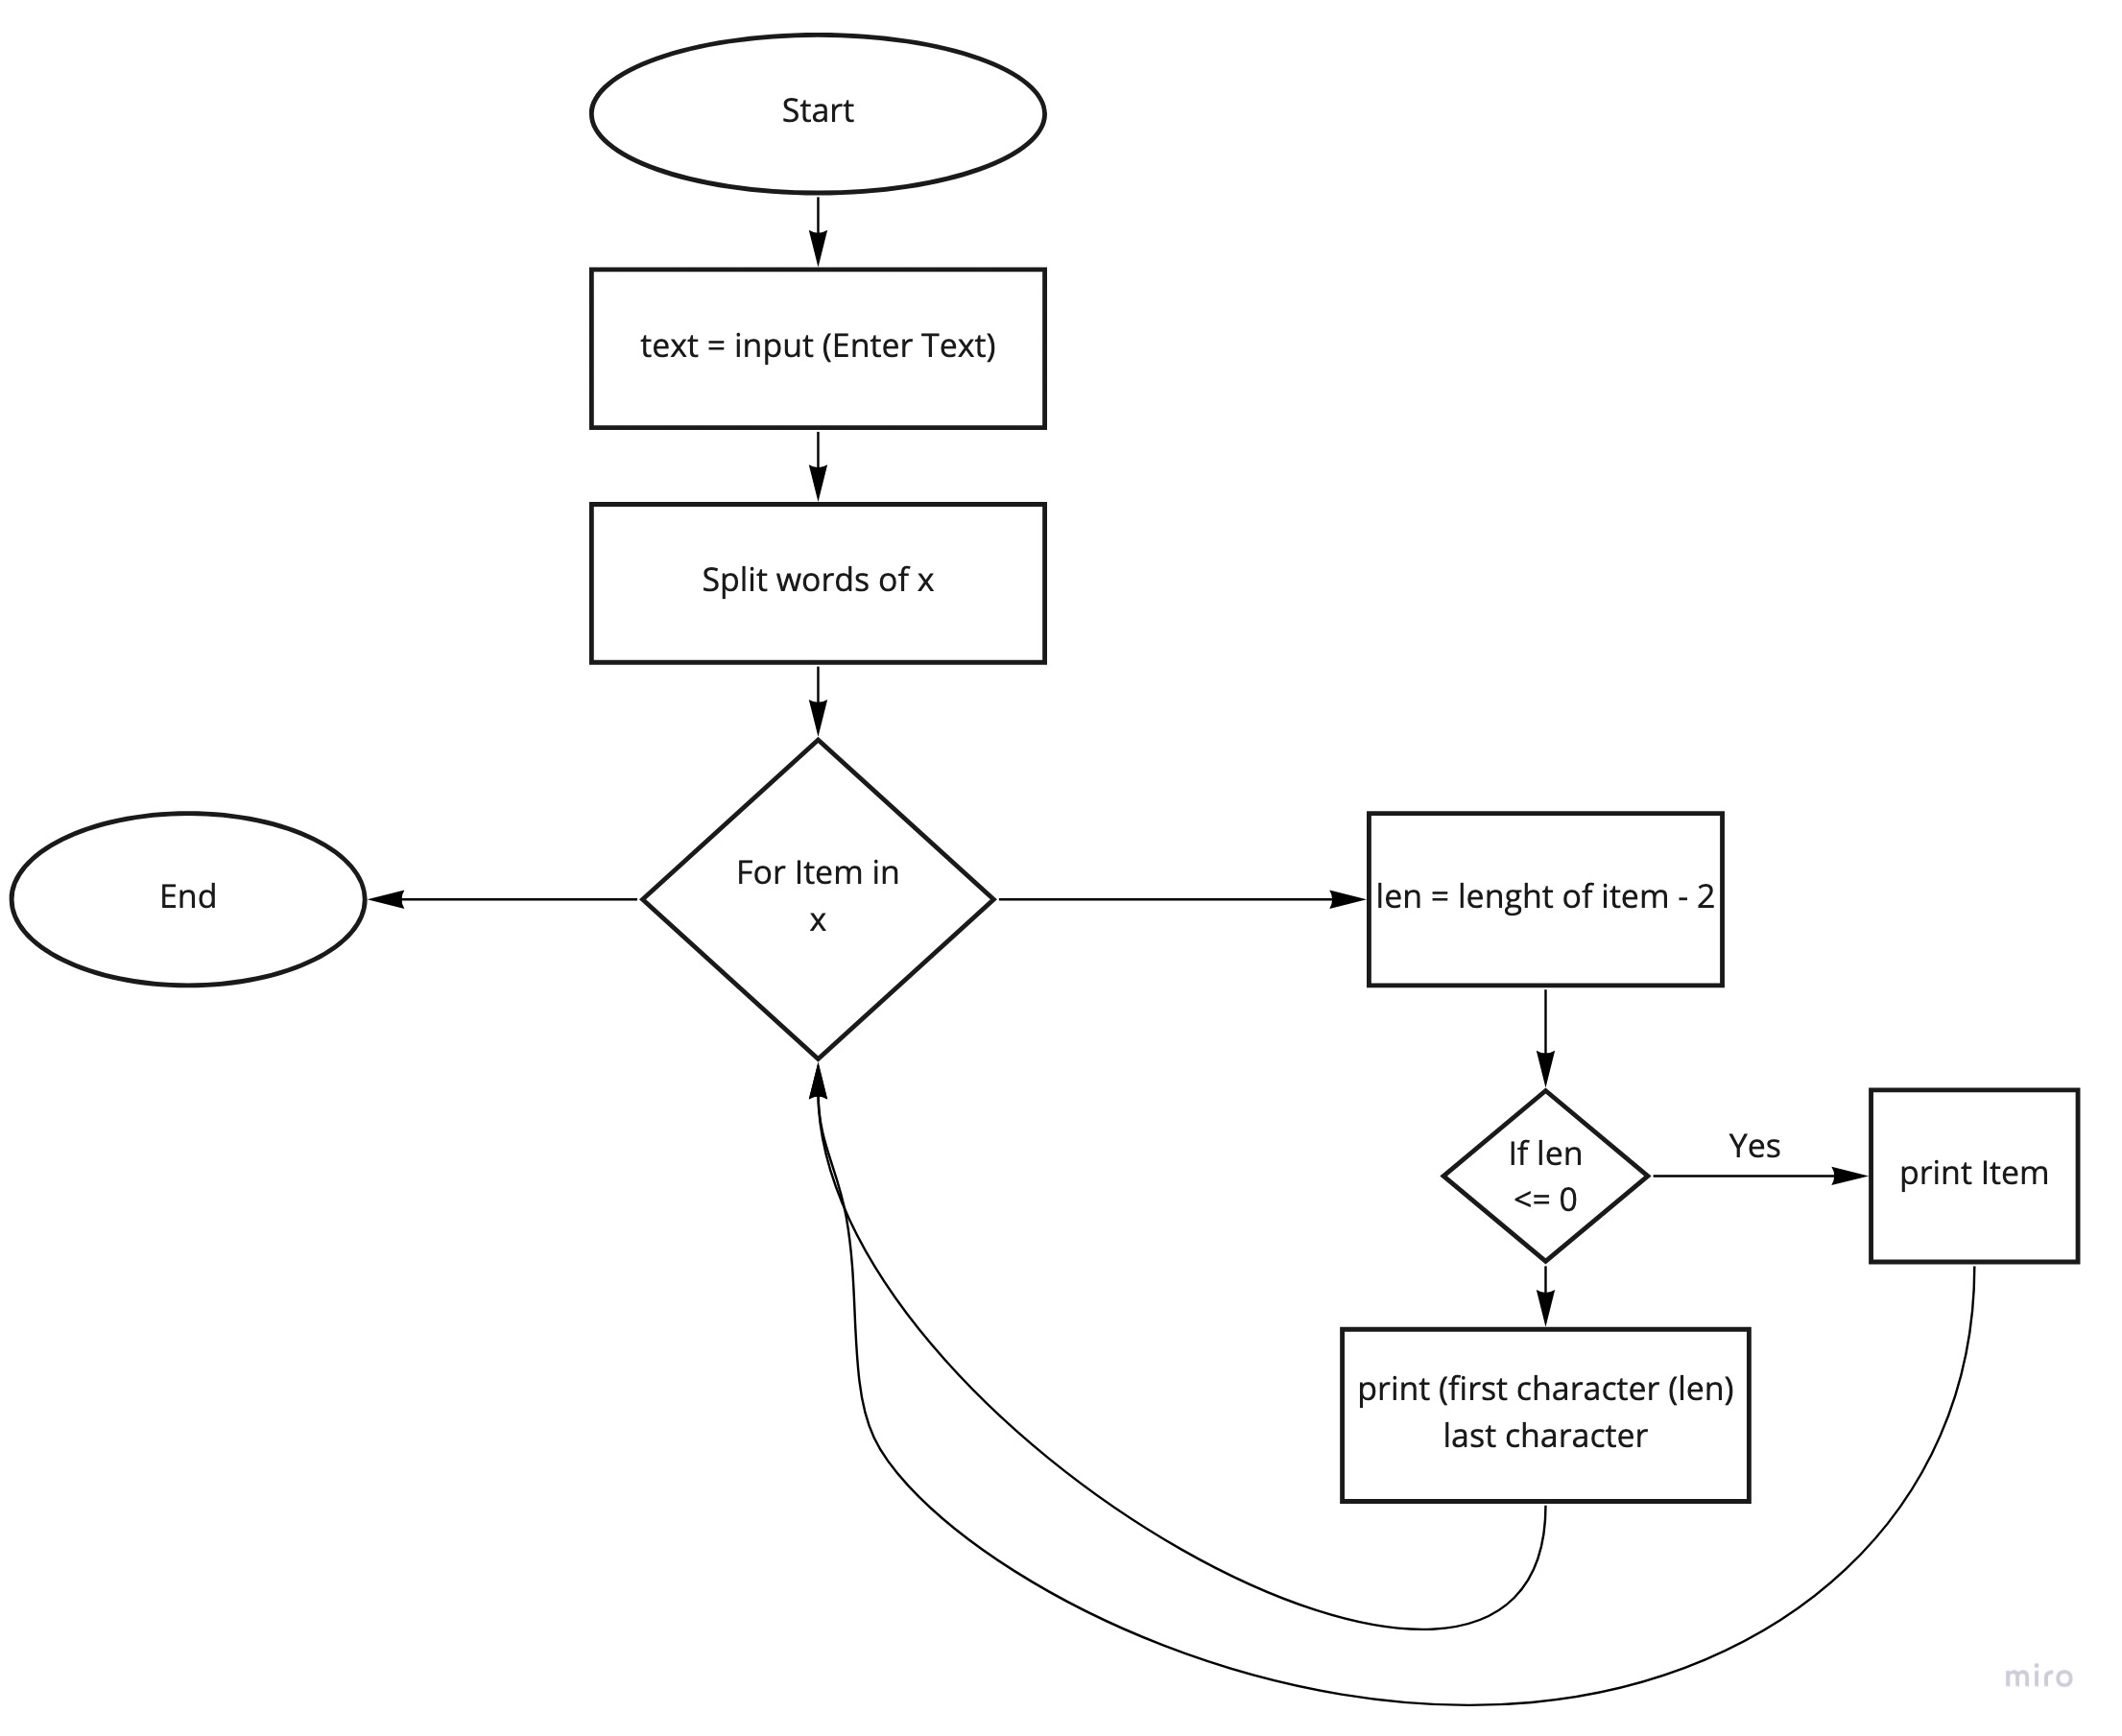 Start
text = input (Enter Text)
Split words of x
For Item in
x
End
len = lenght of item - 2
If len
<= 0
Yes
print Item
print (first character (len)
last character
miro